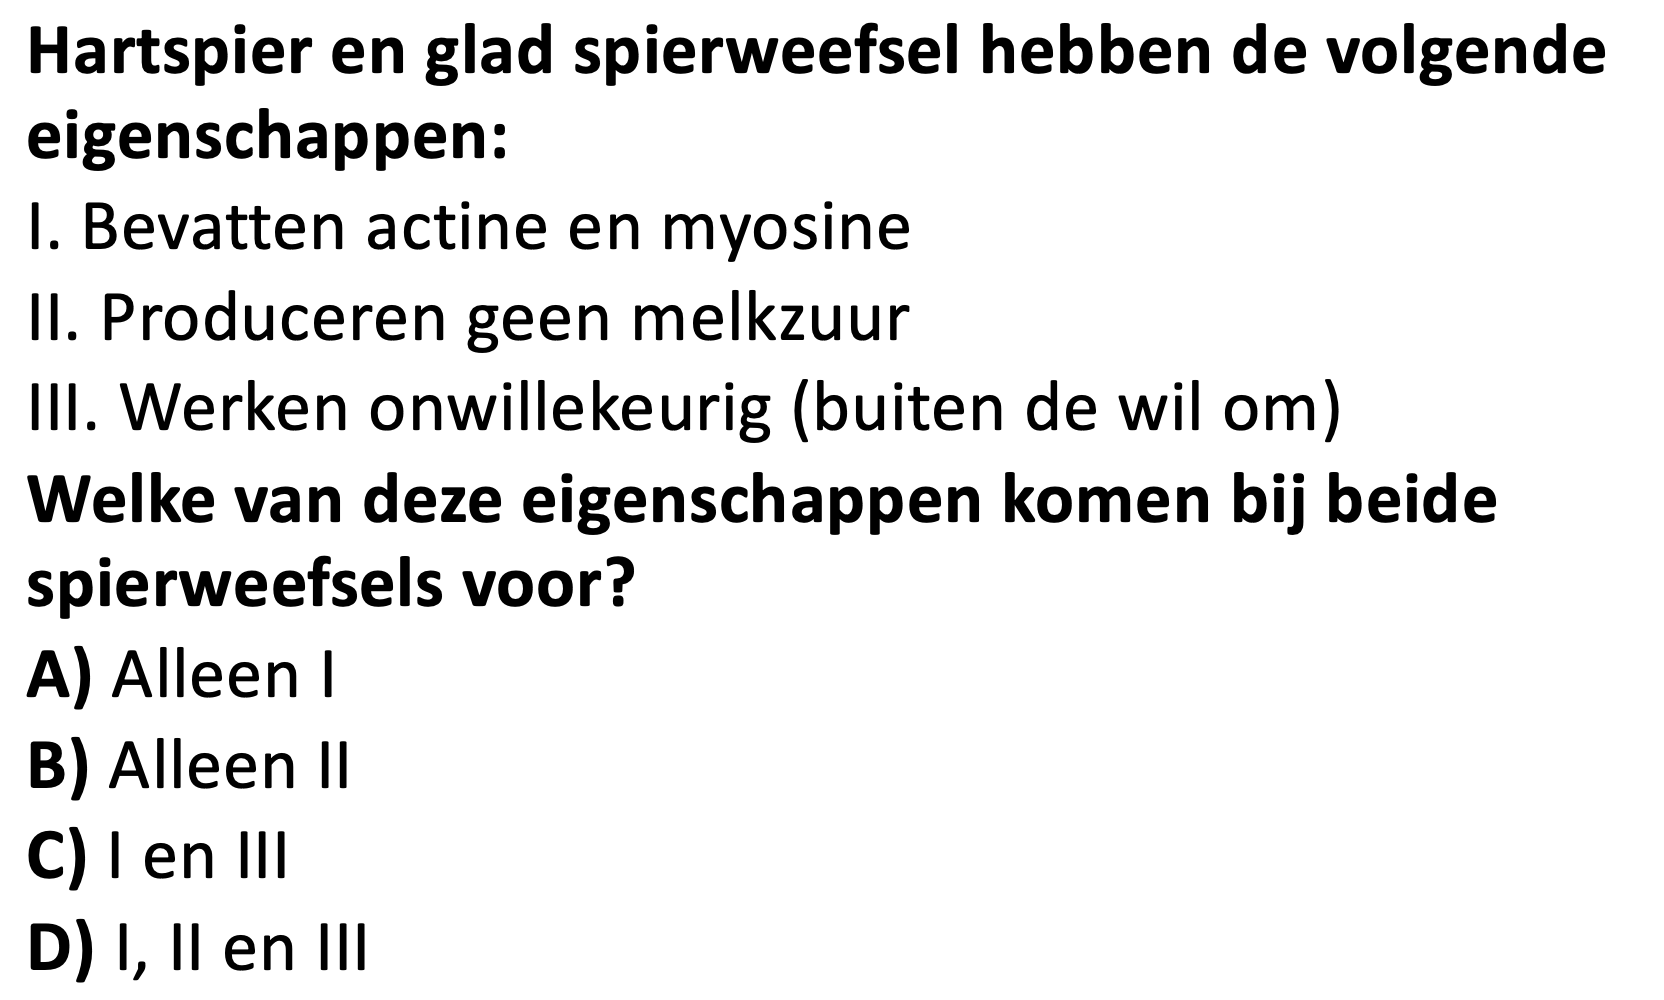 Hartspier en glad spierweefsel hebben de volgende
eigenschappen:
I. Bevatten actine en myosine
II. Produceren geen melkzuur
III. Werken onwillekeurig (buiten de wil om)
Welke van deze eigenschappen komen bij beide
spierweefsels voor?
A) Alleen I
B) Alleen II
C) I en III
D) I, II en III